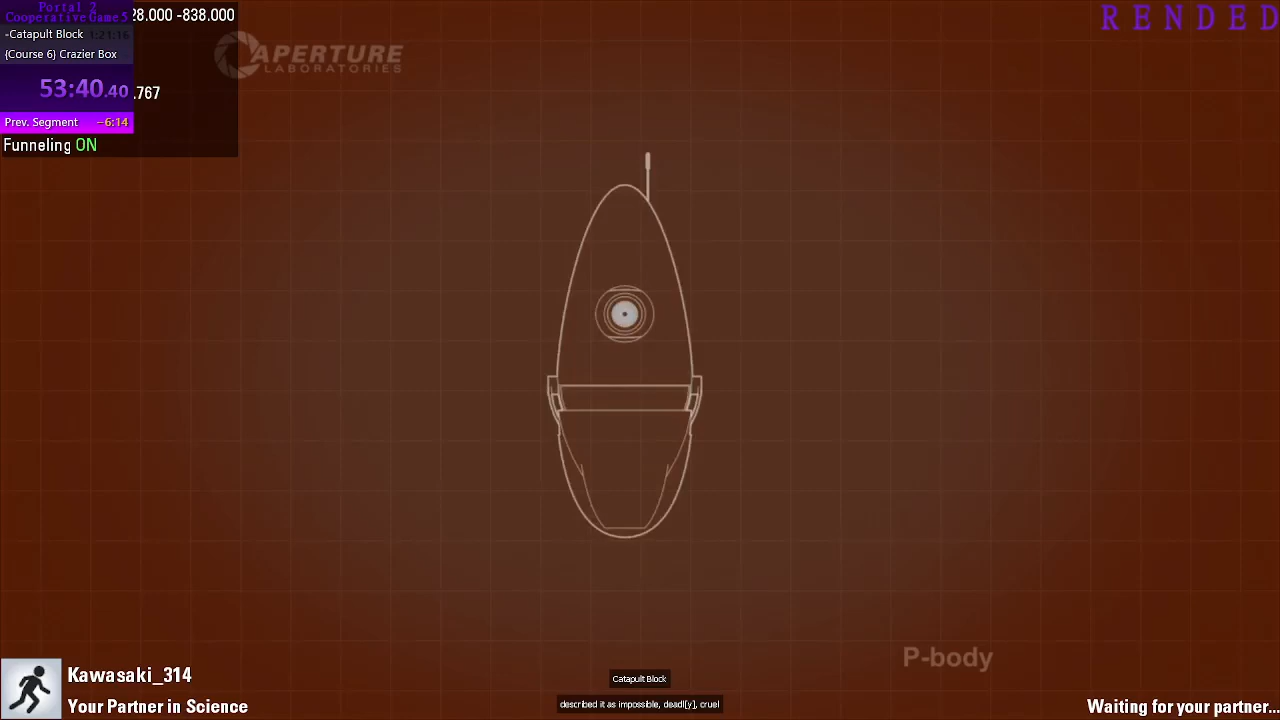 Portal 2
Cooperative Game 5
28.000 -838.000
-Catapult Block 1:21:16
{Course 6} Crazier Box
53:40.40
.767
Prev. Segment -6:14
Funneling ON
APERTURE
LABORATORIES
RENDED
P-body
Kawasaki_314
Your Partner in Science
Catapult Block
described it as impossible, deadl[y], cruel
Waiting for your partner...